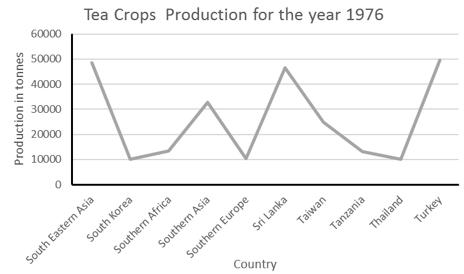 Tea Crops  Production for the year 1976
Production in tonnes
60000
50000
40000
30000
20000
10000
0
South Eastern Asia
South Korea
Southern Africa
Southern Asia
Southern Europe
Sri Lanka
Taiwan
Tanzania
Thailand
Turkey
Country